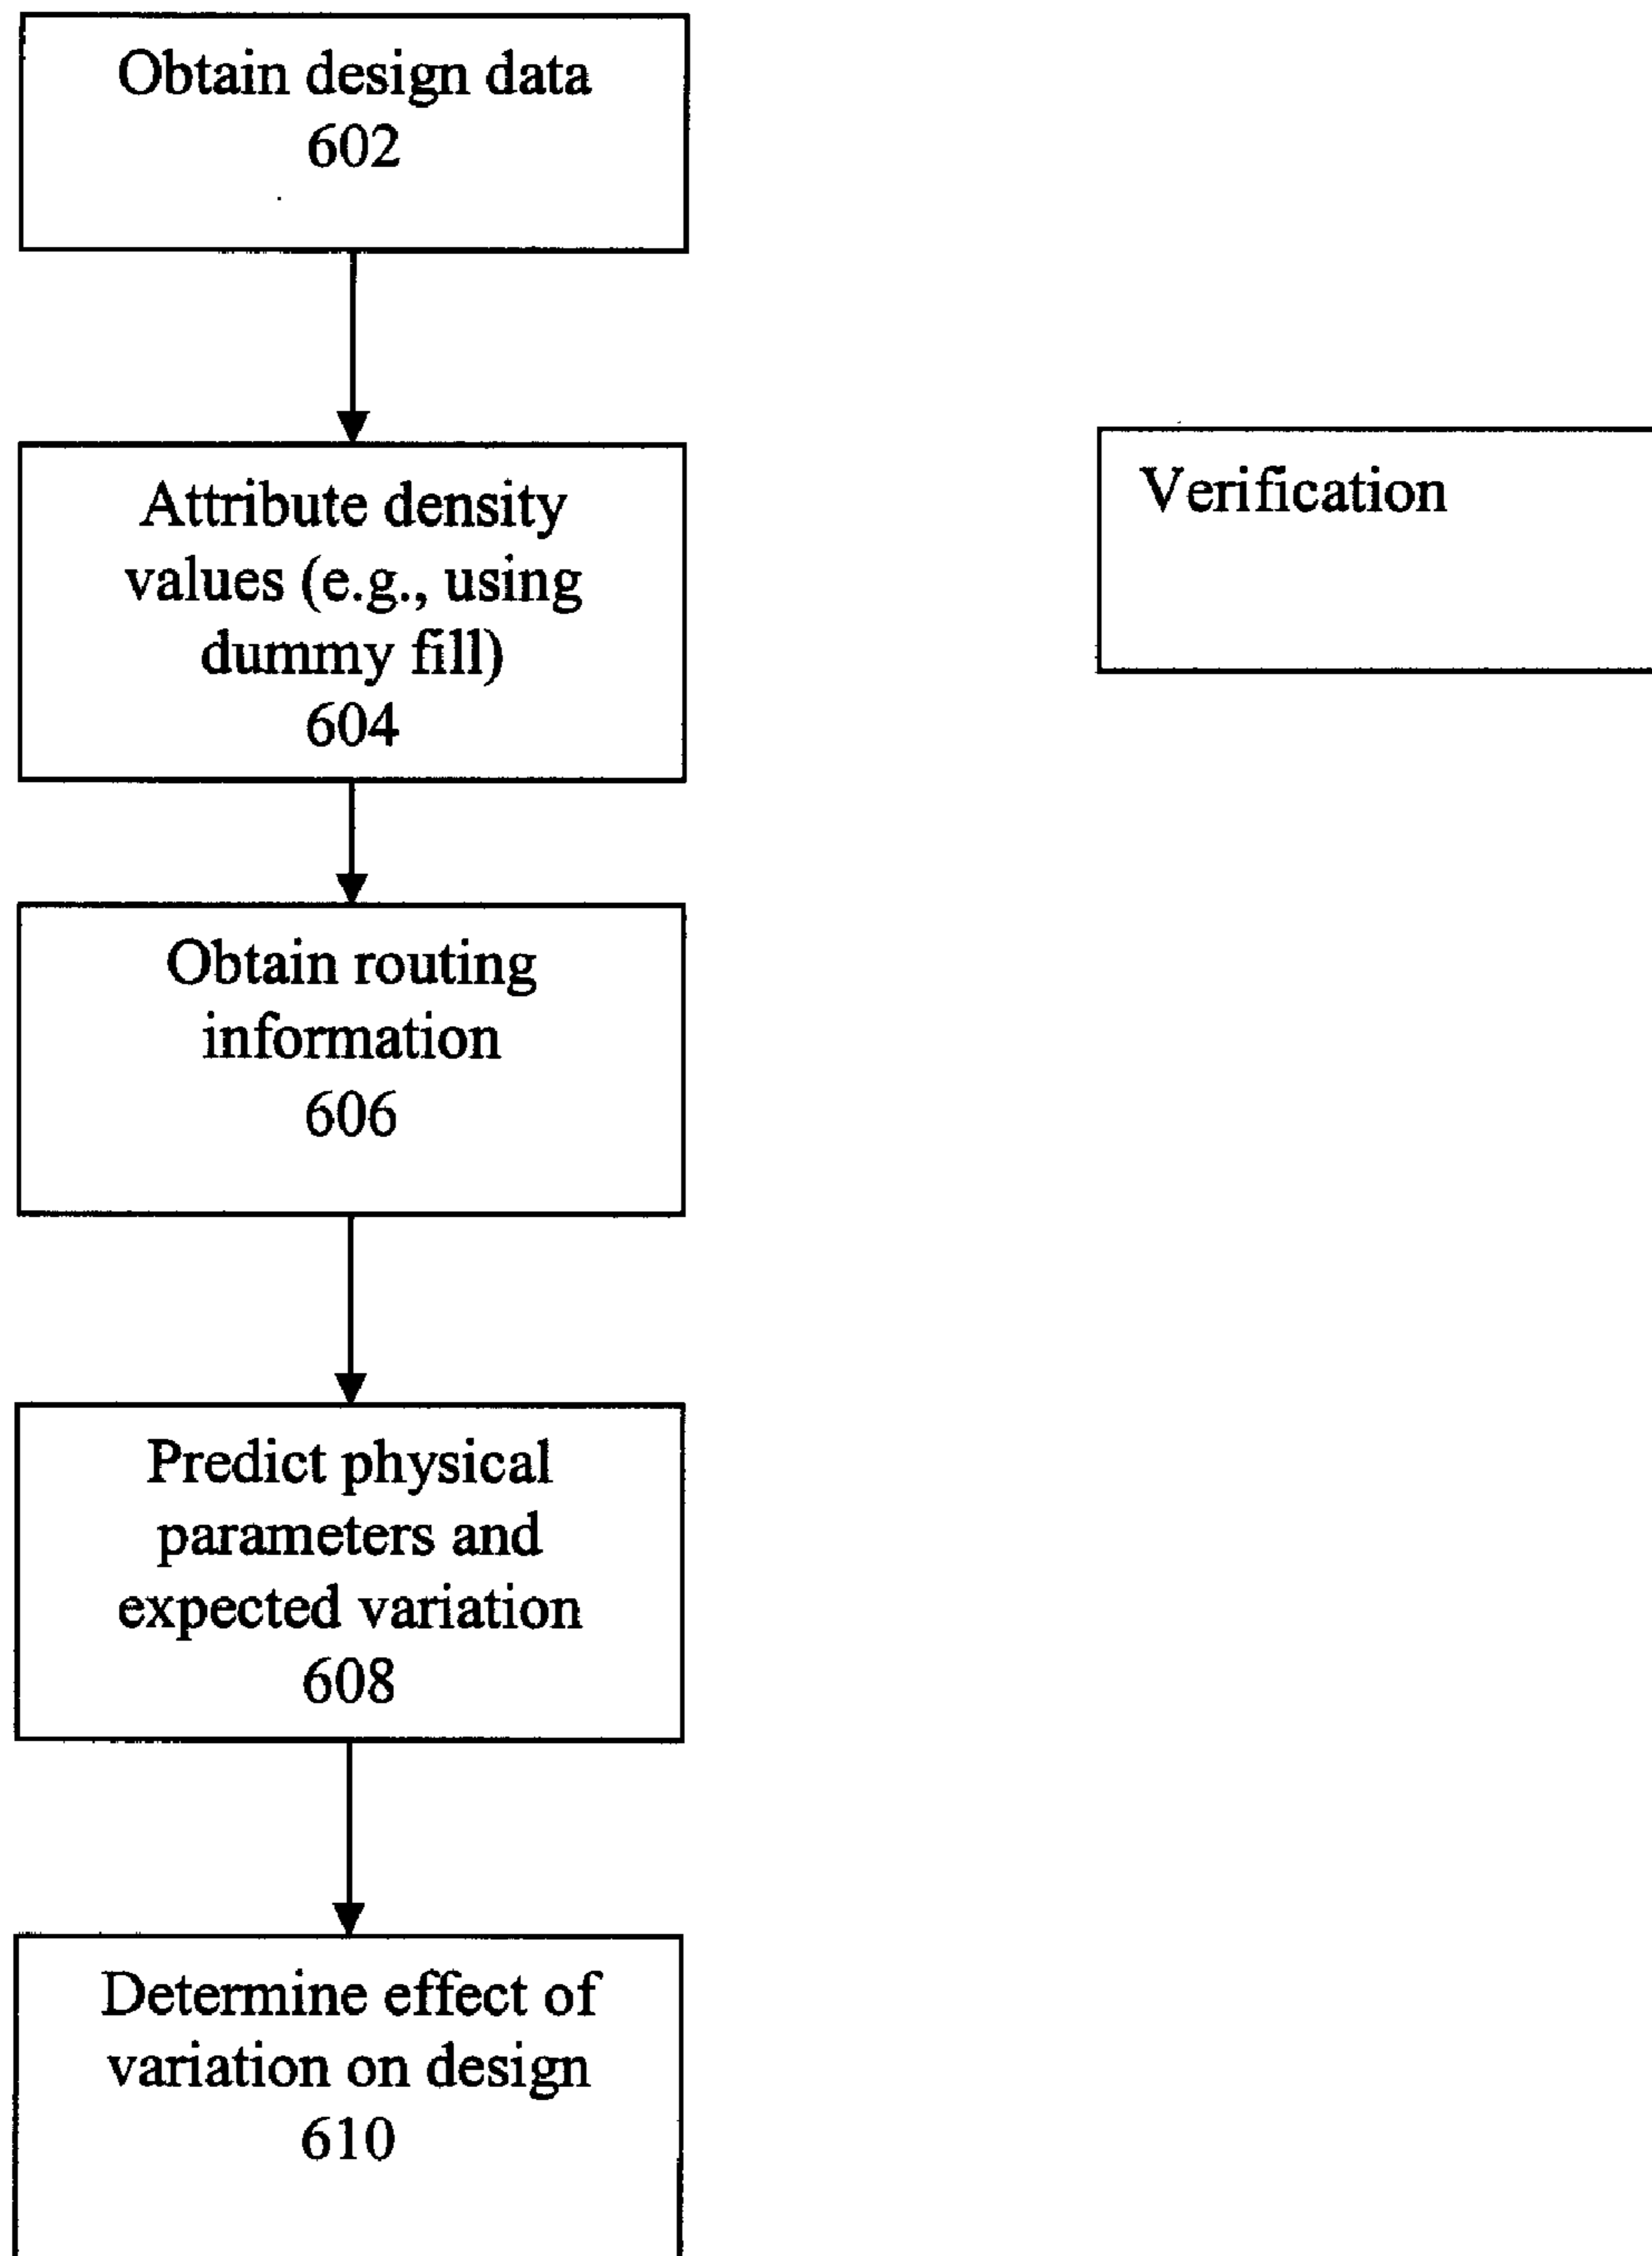 Obtain design data
602
Attribute density
values (e.g., using
dummy fill)
604
Verification
Obtain routing
information
606
Predict physical
parameters and
expected variation
608
Determine effect of
variation on design
610